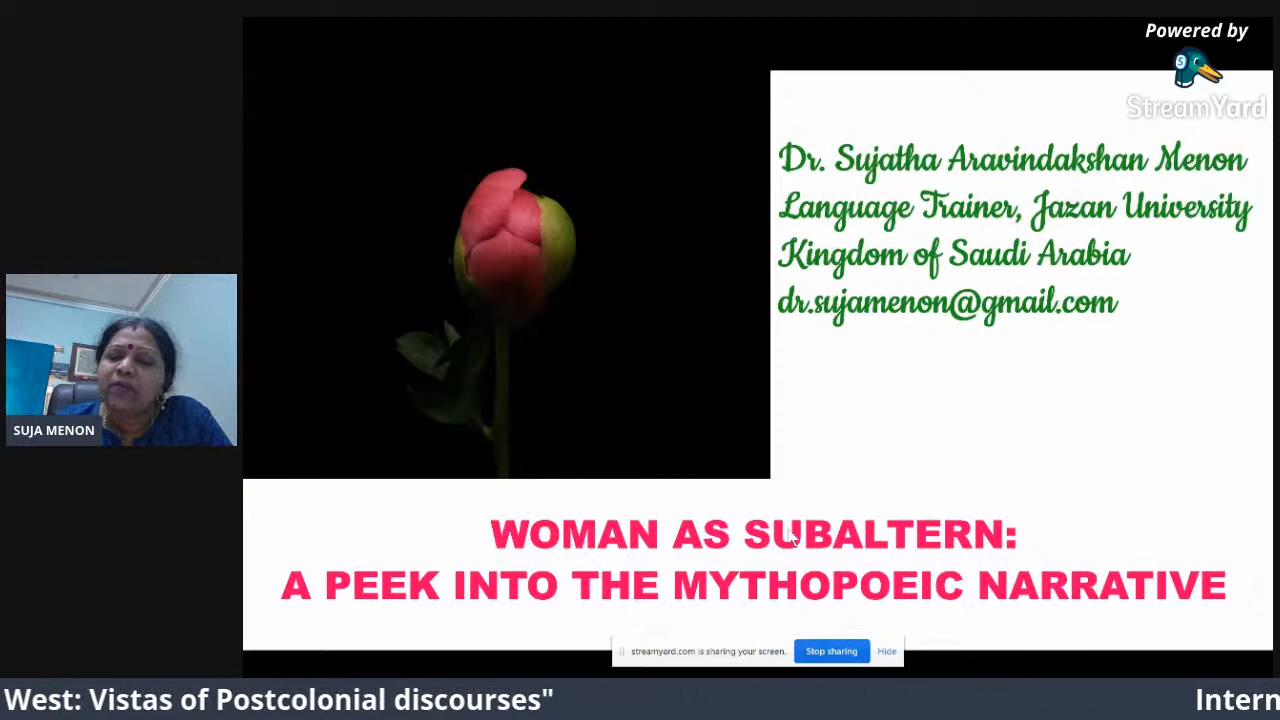 Powered by
StreamYard
Dr. Sujatha Aravindakshan Menon
Language Trainer, Jazan University
Kingdom of Saudi Arabia
dr.sujamenon@gmail.com
SUJA MENON
WOMAN AS SUBALTERN:
A PEEK INTO THE MYTHOPOEIC NARRATIVE
streamyard.com is sharing your screen. Stop sharing Hide
West: Vistas of Postcolonial discourses" Intern